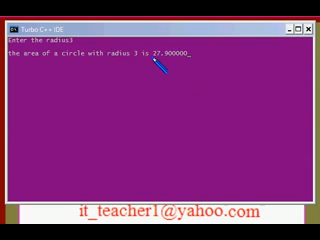 Turbo C++ IDE
Enter the radius3
the area of a circle with radius 3 is 27.900000_
it_teacher1@yahoo.com